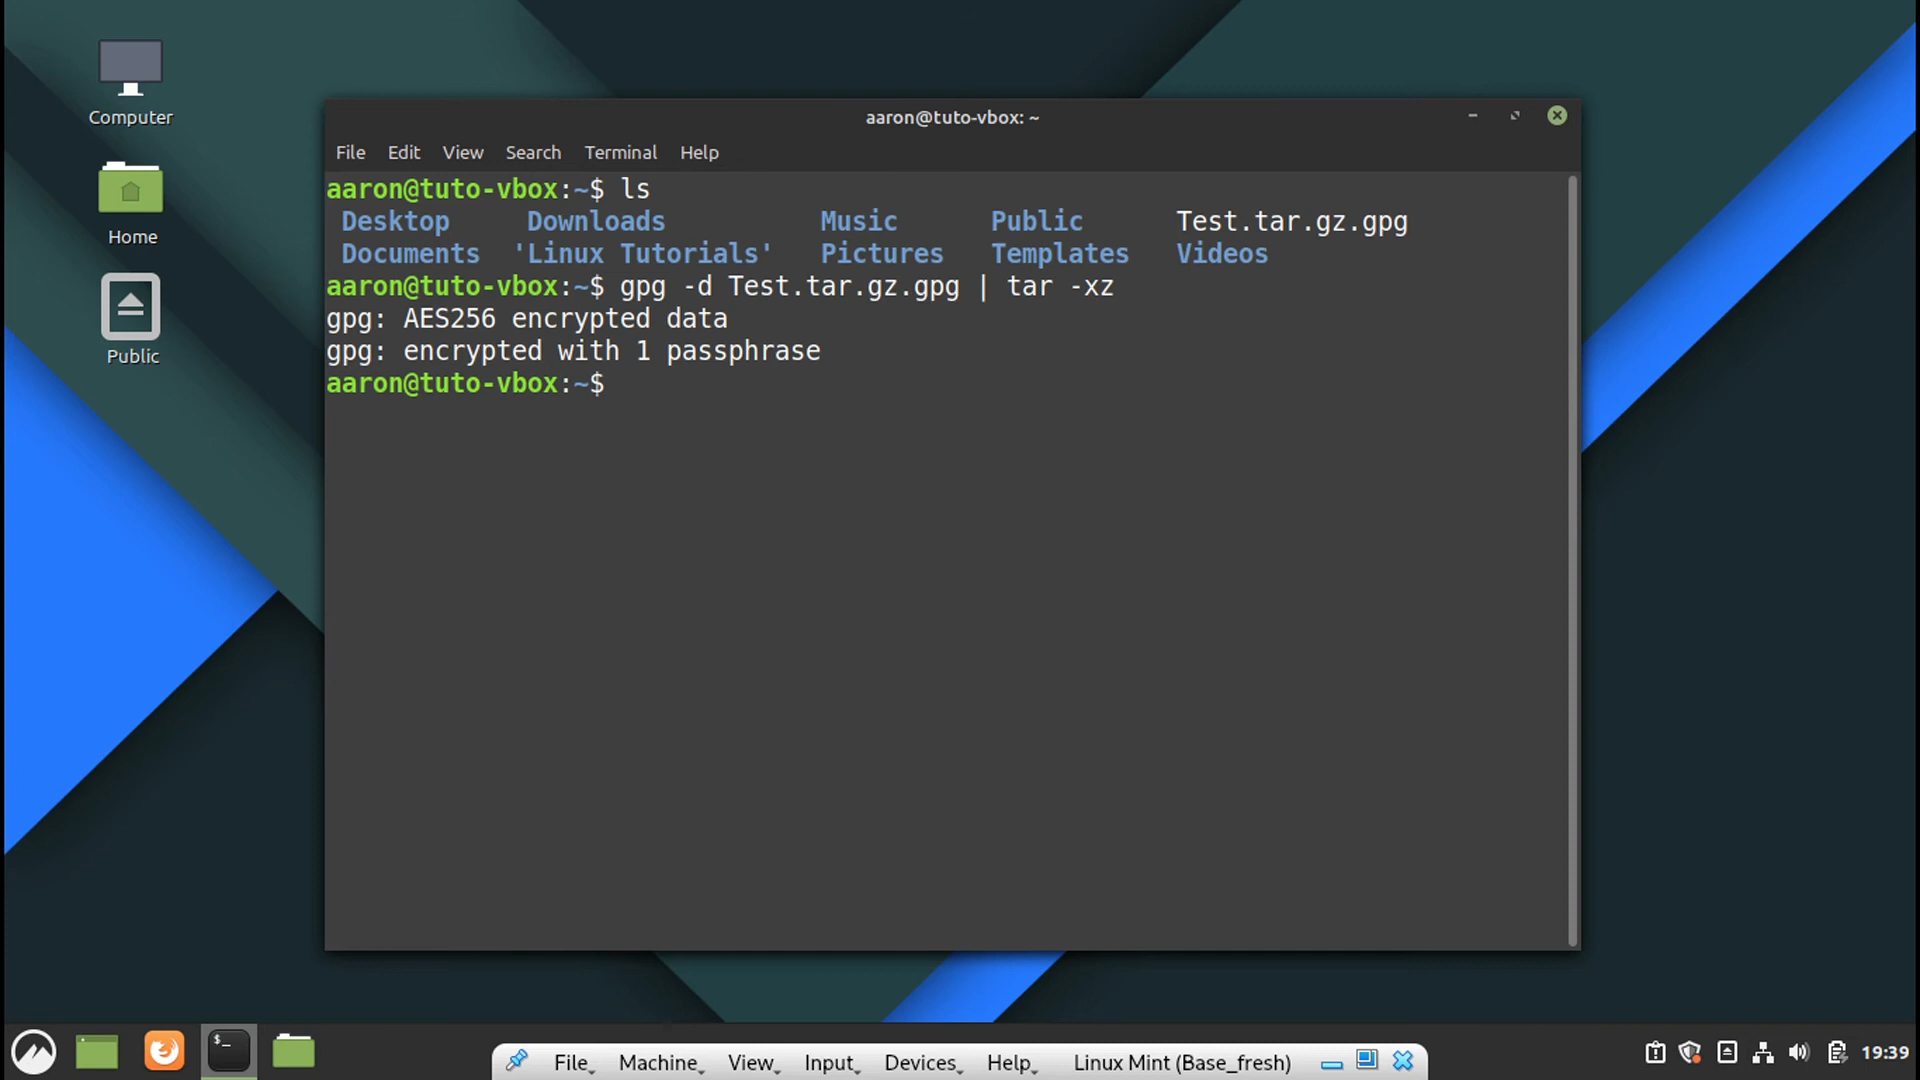 Computer
Home
Public
aaron@tuto-vbox: ~
File Edit View Search Terminal Help
aaron@tuto-vbox:~$ ls
Desktop Downloads Music Public Test.tar.gz.gpg
Documents 'Linux Tutorials' Pictures Templates Videos
aaron@tuto-vbox:~$ gpg -d Test.tar.gz.gpg | tar -xz
gpg: AES256 encrypted data
gpg: encrypted with 1 passphrase
aaron@tuto-vbox:~$
$_
File Machine View Input Devices Help Linux Mint (Base_fresh)
19:39